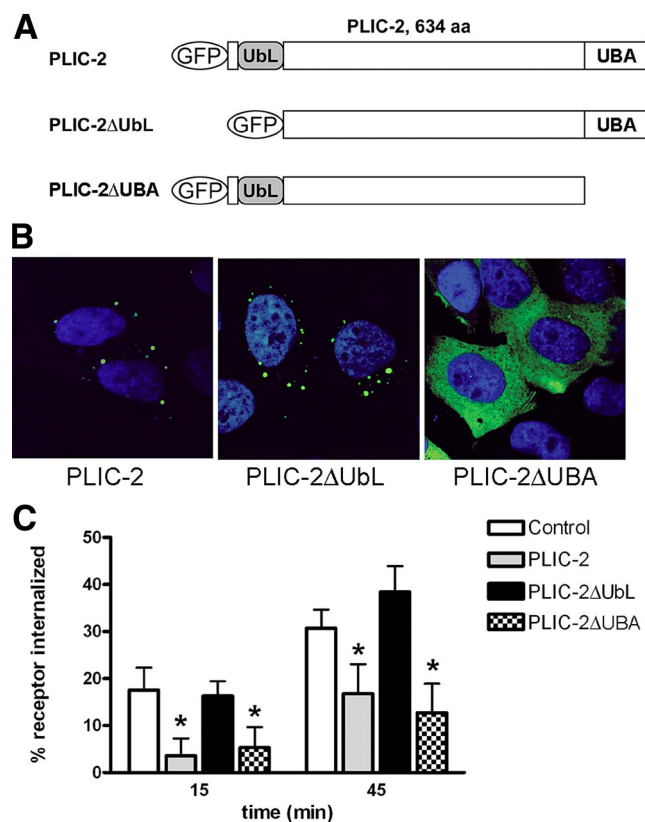 A
PLIC-2, 634 aa
PLIC-2
GFP
UbL
UBA
PLIC-2ΔUbL
GFP
UBA
PLIC-2ΔUBA
GFP
UbL
B
PLIC-2
PLIC-2ΔUbL
PLIC-2ΔUBA
C
% receptor internalized
50
40
30
20
10
0
* * * *
15
45
time (min)
Control
PLIC-2
PLIC-2ΔUbL
PLIC-2ΔUBA